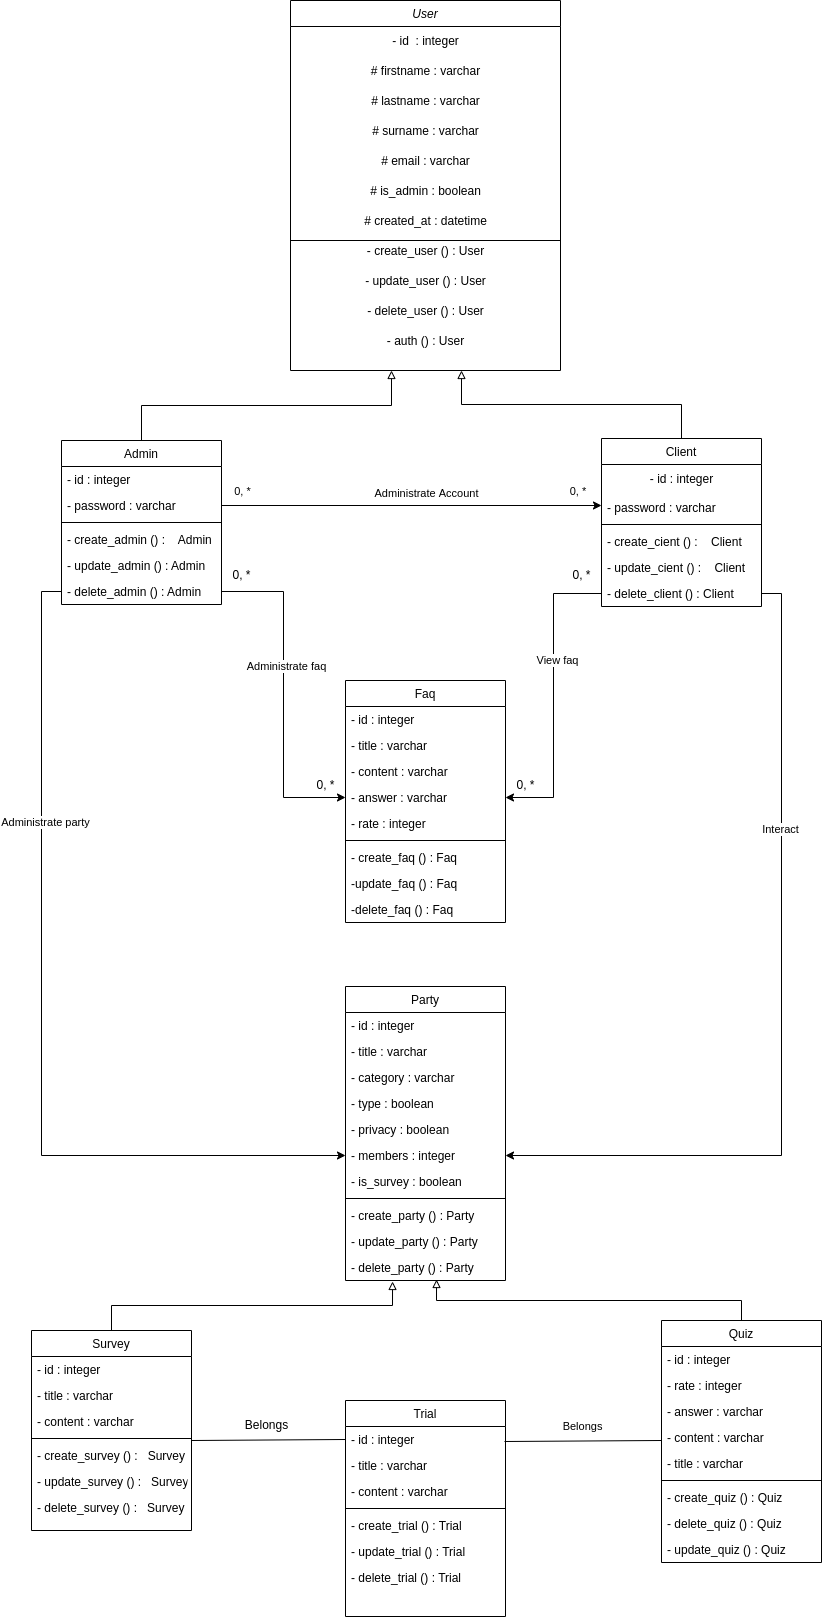 User
- id  : integer
# firstname : varchar
# lastname : varchar
# surname : varchar
# email : varchar
# is_admin : boolean
# created_at : datetime
- create_user () : User
- update_user () : User
- delete_user () : User
- auth () : User
Admin
- id : integer
- password : varchar
- create_admin () :    Admin
- update_admin () : Admin
- delete_admin () : Admin
0, *
Administrate Account
0, *
Client
- id : integer
- password : varchar
- create_cient () :    Client
- update_cient () :    Client
- delete_client () : Client
0, *
Administrate faq
0, *
0, *
View faq
0, *
Faq
- id : integer
- title : varchar
- content : varchar
- answer : varchar
- rate : integer
- create_faq () : Faq
-update_faq () : Faq
-delete_faq () : Faq
Administrate party
Interact
Party
- id : integer
- title : varchar
- category : varchar
- type : boolean
- privacy : boolean
- members : integer
- is_survey : boolean
- create_party () : Party
- update_party () : Party
- delete_party () : Party
Survey
- id : integer
- title : varchar
- content : varchar
- create_survey () :   Survey
- update_survey () :   Survey
- delete_survey () :   Survey
Belongs
Trial
- id : integer
- title : varchar
- content : varchar
- create_trial () : Trial
- update_trial () : Trial
- delete_trial () : Trial
Belongs
Quiz
- id : integer
- rate : integer
- answer : varchar
- content : varchar
- title : varchar
- create_quiz () : Quiz
- delete_quiz () : Quiz
- update_quiz () : Quiz